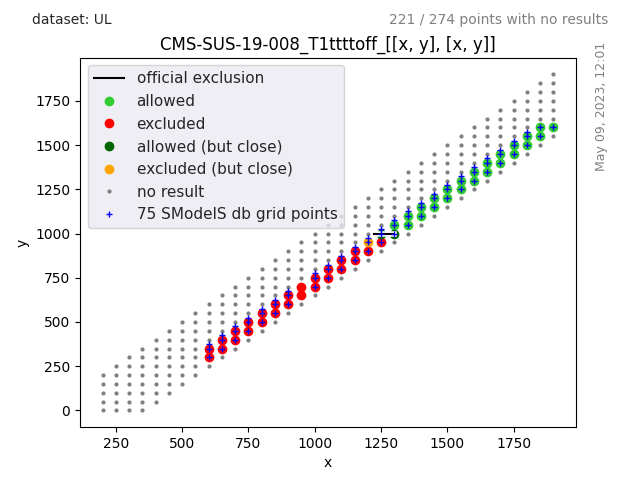 dataset: UL
221 / 274 points with no results
CMS-SUS-19-008_T1ttttoff_[[x, y], [x, y]]
May 09, 2023, 12:01
official exclusion
allowed
excluded
allowed (but close)
excluded (but close)
no result
75 SModelS db grid points
y
1750
1500
1250
1000
750
500
250
0
250
500
750
1000
1250
1500
1750
x